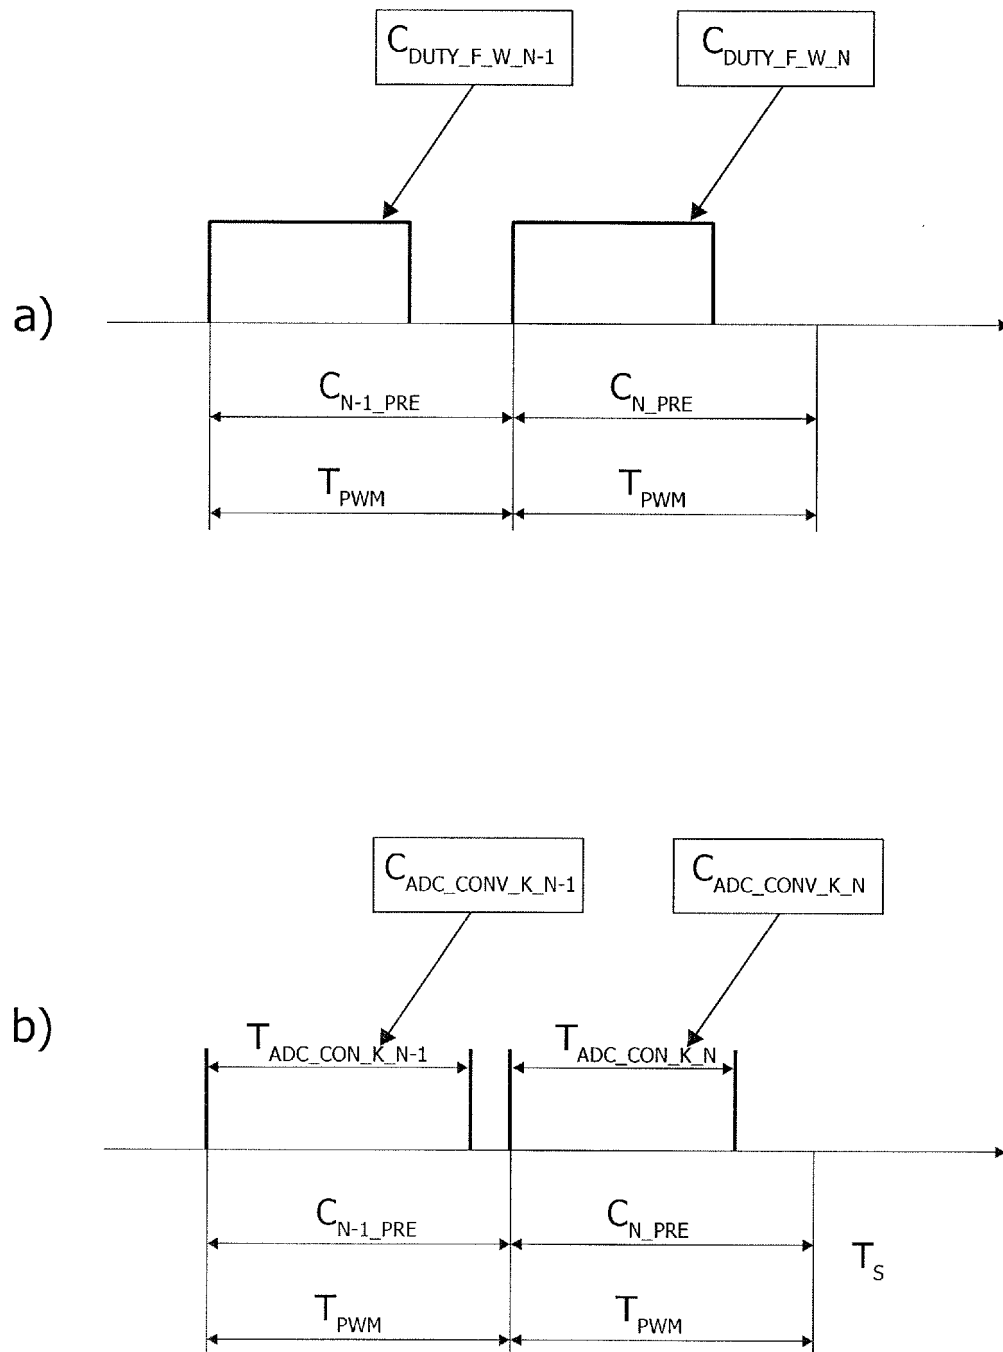 C_DUTY_F_W_N-1 C_DUTY_F_W_N
a)
C_N-1_PRE C_N_PRE
T_PWM T_PWM
C_ADC_CONV_K_N-1 C_ADC_CONV_K_N
b)
T_ADC_CON_K_N-1 T_ADC_CON_K_N
C_N-1_PRE C_N_PRE
T_S
T_PWM T_PWM